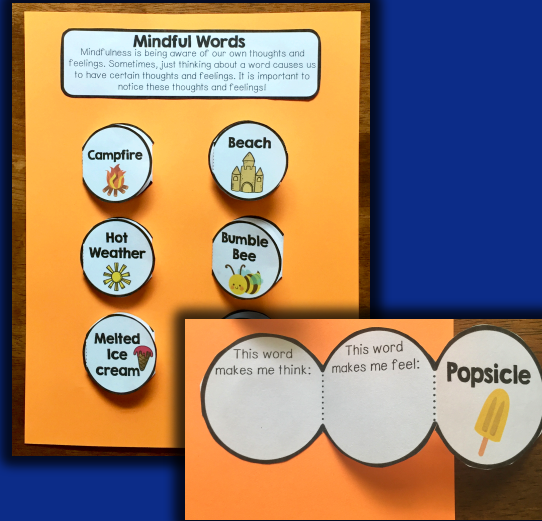 Mindful Words
Mindfulness is being aware of our own thoughts and
feelings. Sometimes, just thinking about a word causes us
to have certain thoughts and feelings. It is important to
notice these thoughts and feelings!
Campfire
Beach
Hot
Weather
Bumble
Bee
Melted
Ice
cream
This word
makes me think:
This word
makes me feel:
Popsicle